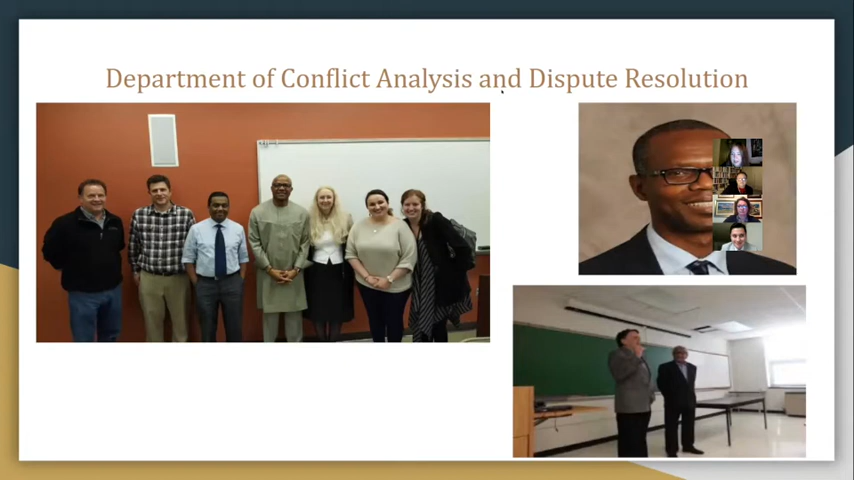 Department of Conflict Analysis and Dispute Resolution